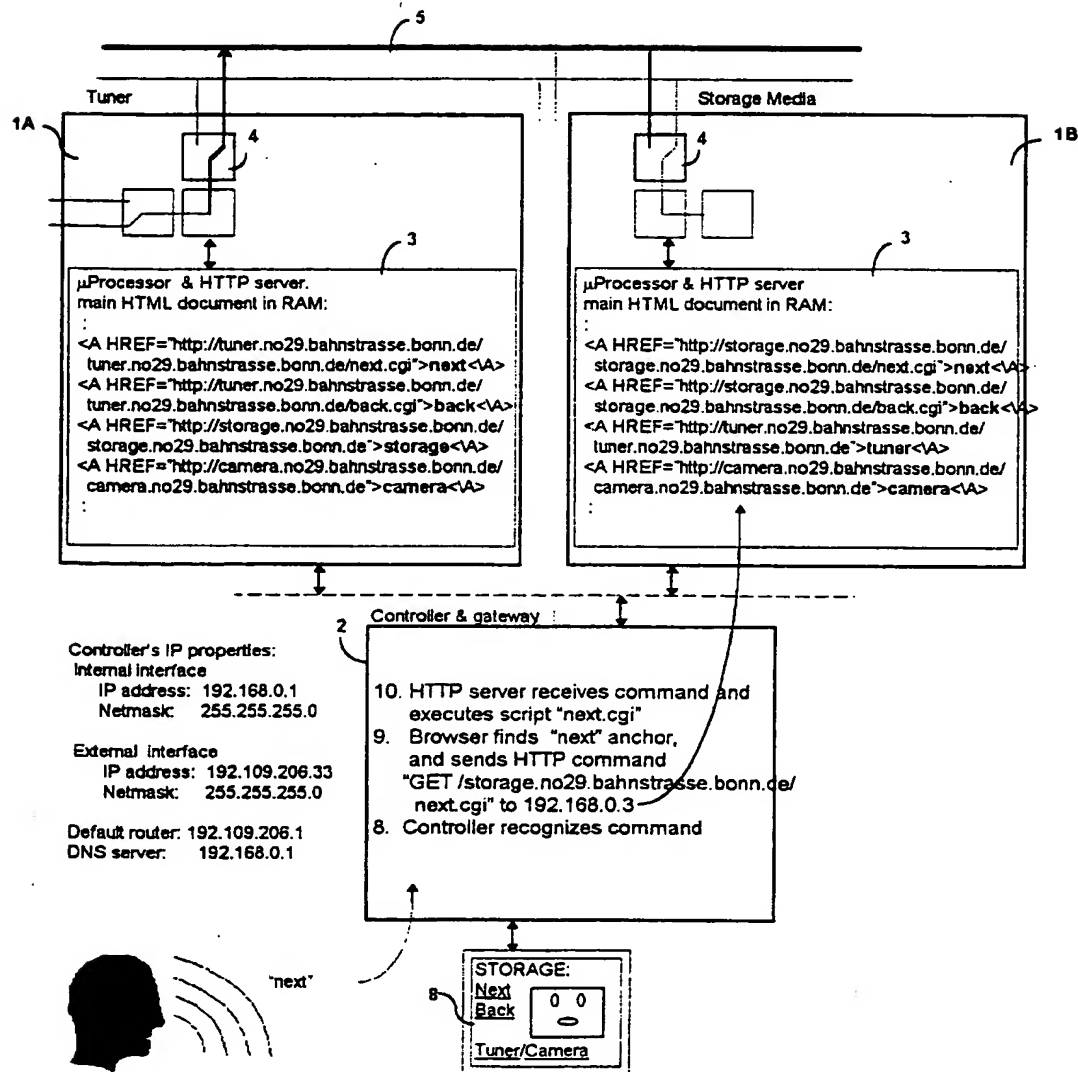 5
Tuner
Storage Media
1A
4
4
1B
3
3
µProcessor & HTTP server.
main HTML document in RAM:
:
<A HREF="http://tuner.no29.bahnstrasse.bonn.de/
tuner.no29.bahnstrasse.bonn.de/next.cgi">next<\A>
<A HREF="http://tuner.no29.bahnstrasse.bonn.de/
tuner.no29.bahnstrasse.bonn.de/back.cgi">back<\A>
<A HREF="http://storage.no29.bahnstrasse.bonn.de/
storage.no29.bahnstrasse.bonn.de">storage<\A>
<A HREF="http://camera.no29.bahnstrasse.bonn.de/
camera.no29.bahnstrasse.bonn.de">camera<\A>
:
µProcessor & HTTP server
main HTML document in RAM:
:
<A HREF="http://storage.no29.bahnstrasse.bonn.de/
storage.no29.bahnstrasse.bonn.de/next.cgi">next<\A>
<A HREF="http://storage.no29.bahnstrasse.bonn.de/
storage.no29.bahnstrasse.bonn.de/back.cgi">back<\A>
<A HREF="http://tuner.no29.bahnstrasse.bonn.de/
tuner.no29.bahnstrasse.bonn.de">tuner<\A>
<A HREF="http://camera.no29.bahnstrasse.bonn.de/
camera.no29.bahnstrasse.bonn.de">camera<\A>
:
Controller & gateway
2
Controller's IP properties:
Internal interface
IP address: 192.168.0.1
Netmask: 255.255.255.0
External interface
IP address: 192.109.206.33
Netmask: 255.255.255.0
Default router: 192.109.206.1
DNS server: 192.168.0.1
10. HTTP server receives command and
executes script "next.cgi"
9. Browser finds "next" anchor,
and sends HTTP command
"GET /storage.no29.bahnstrasse.bonn.de/
next.cgi" to 192.168.0.3
8. Controller recognizes command
"next"
8
STORAGE:
Next
Back
Tuner/Camera